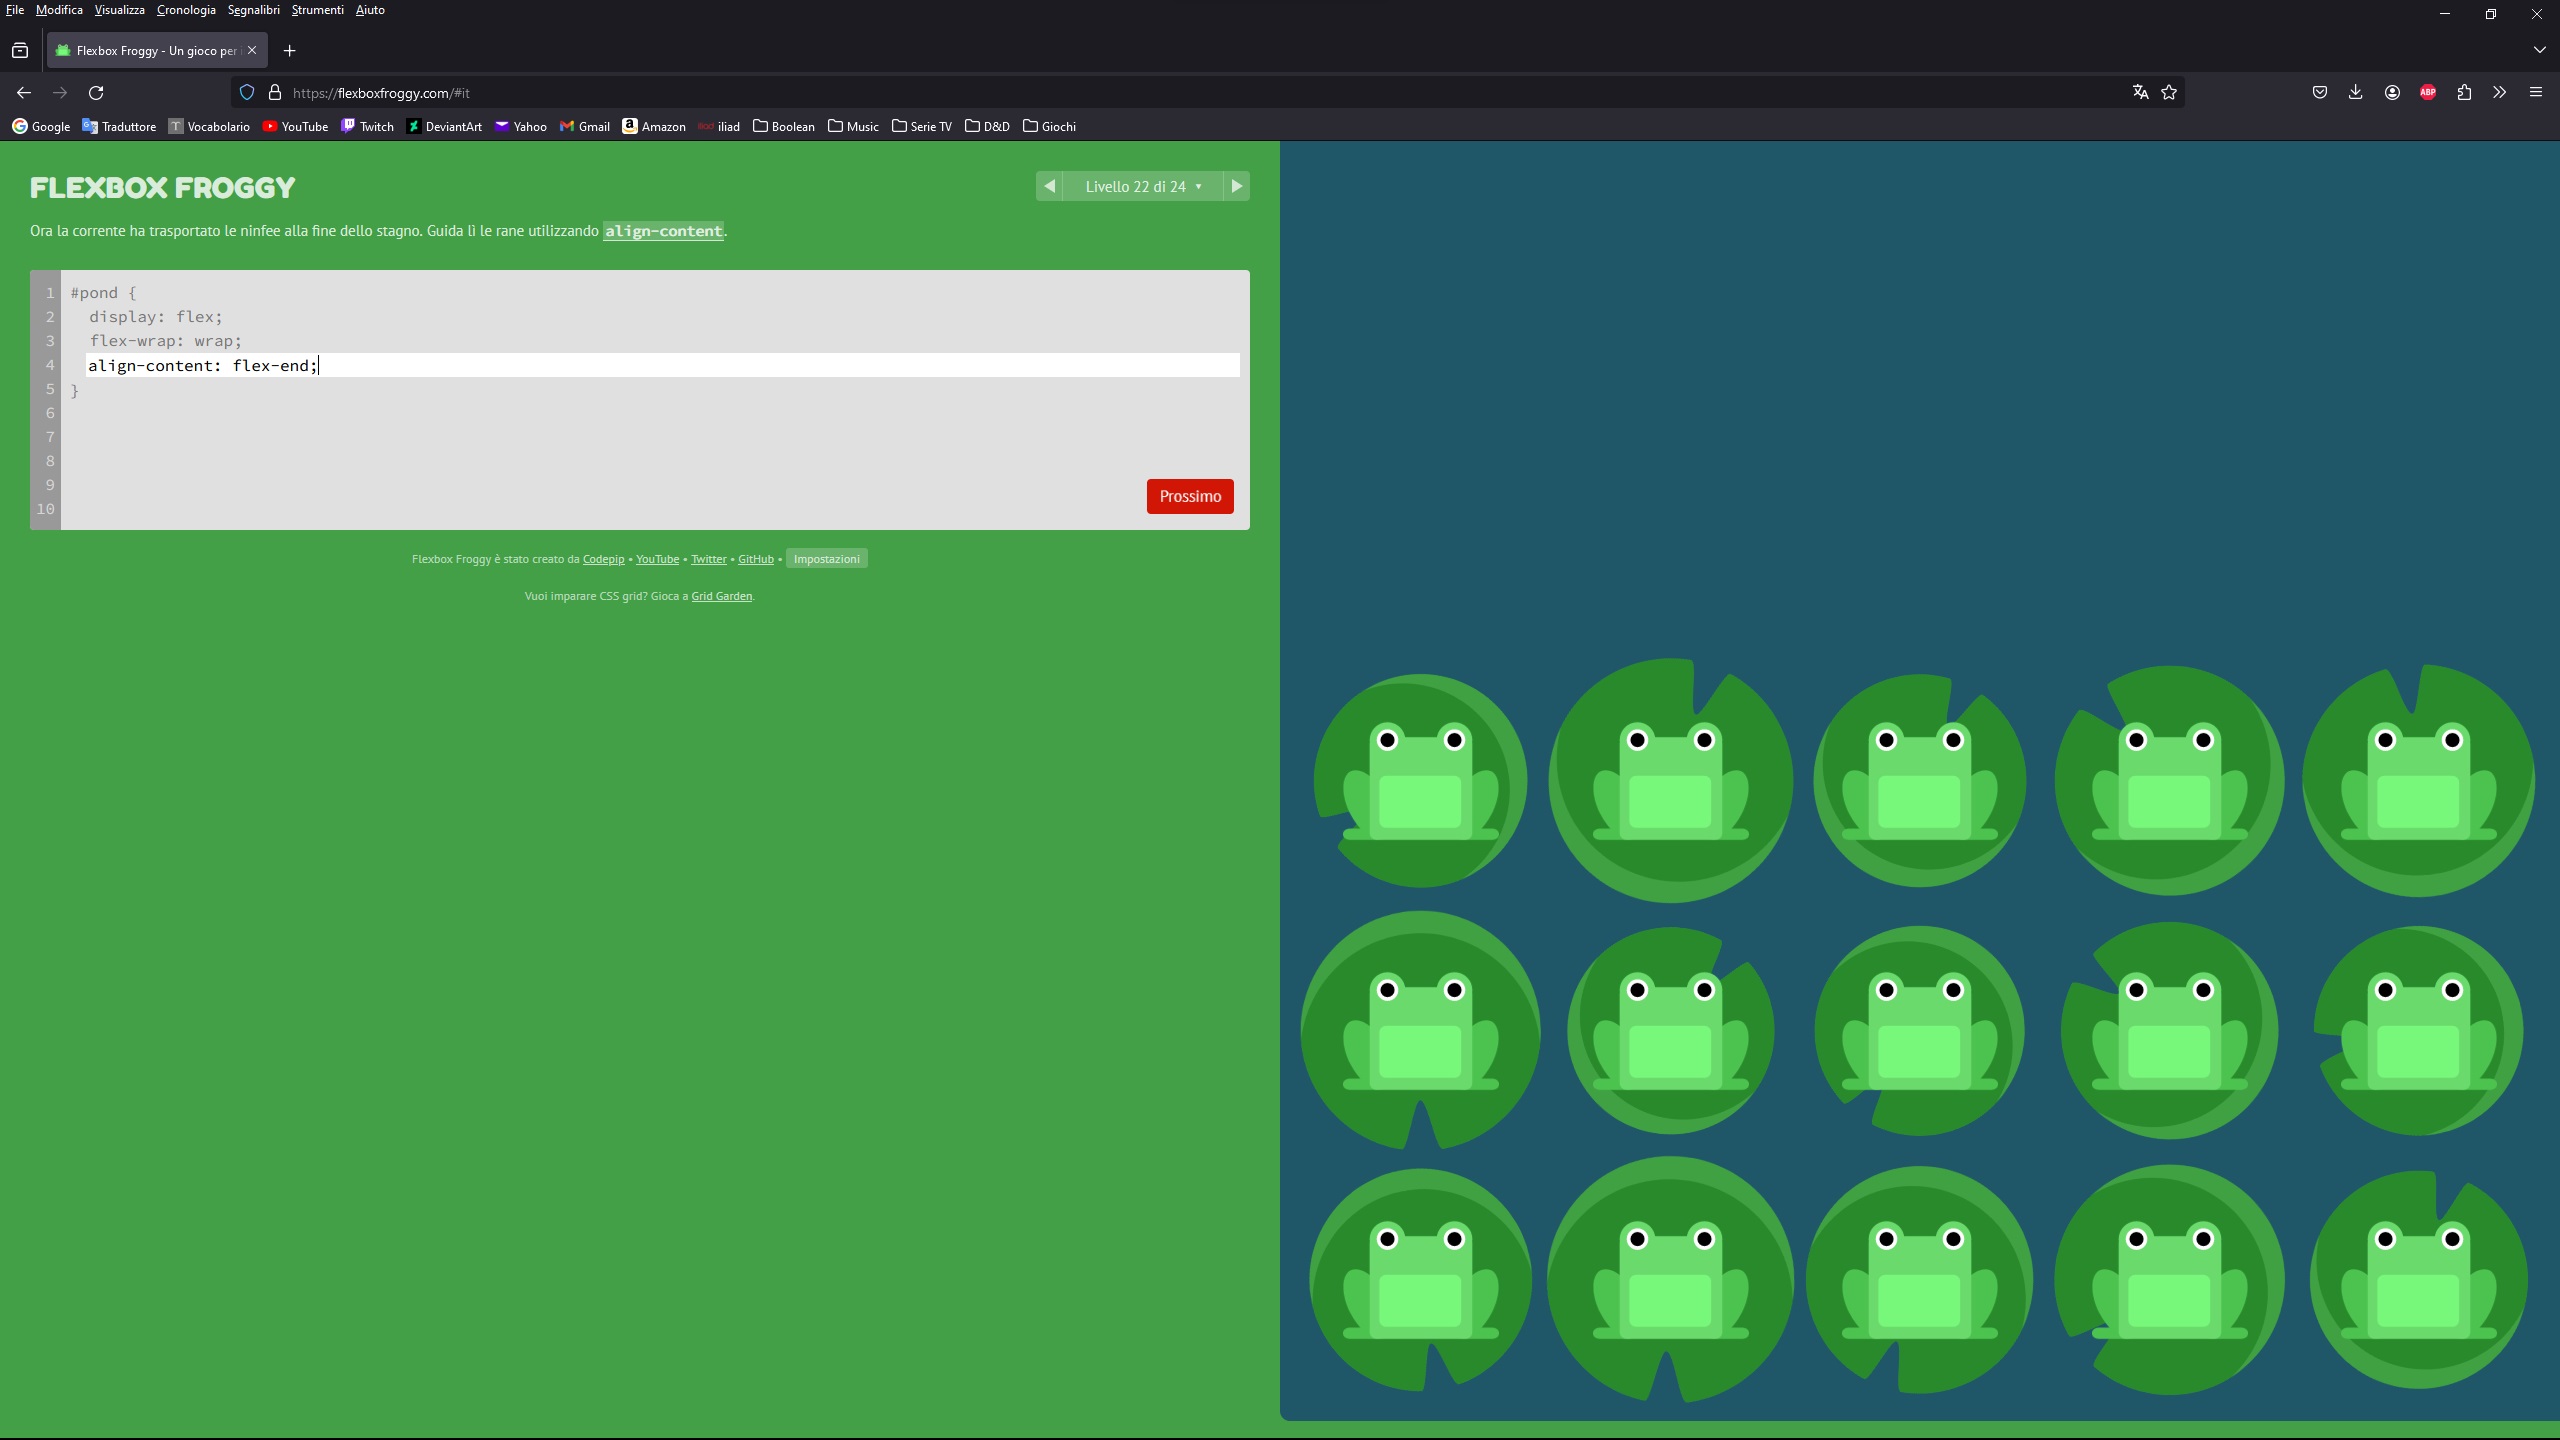 File Modifica Visualizza Cronologia Segnalibri Strumenti Aiuto
Flexbox Froggy - Un gioco per i
https://flexboxfroggy.com/#it
ABP
Google Traduttore Vocabolario YouTube Twitch DeviantArt Yahoo Gmail Amazon iliad iliad Boolean Music Serie TV D&D Giochi
FLEXBOX FROGGY
Livello 22 di 24
Ora la corrente ha trasportato le ninfee alla fine dello stagno. Guida lì le rane utilizzando align-content.
1 #pond {
2 display: flex;
3 flex-wrap: wrap;
4 align-content: flex-end;
5 }
6
7
8
9
10
Prossimo
Flexbox Froggy è stato creato da Codepip • YouTube • Twitter • GitHub • Impostazioni
Vuoi imparare CSS grid? Gioca a Grid Garden.